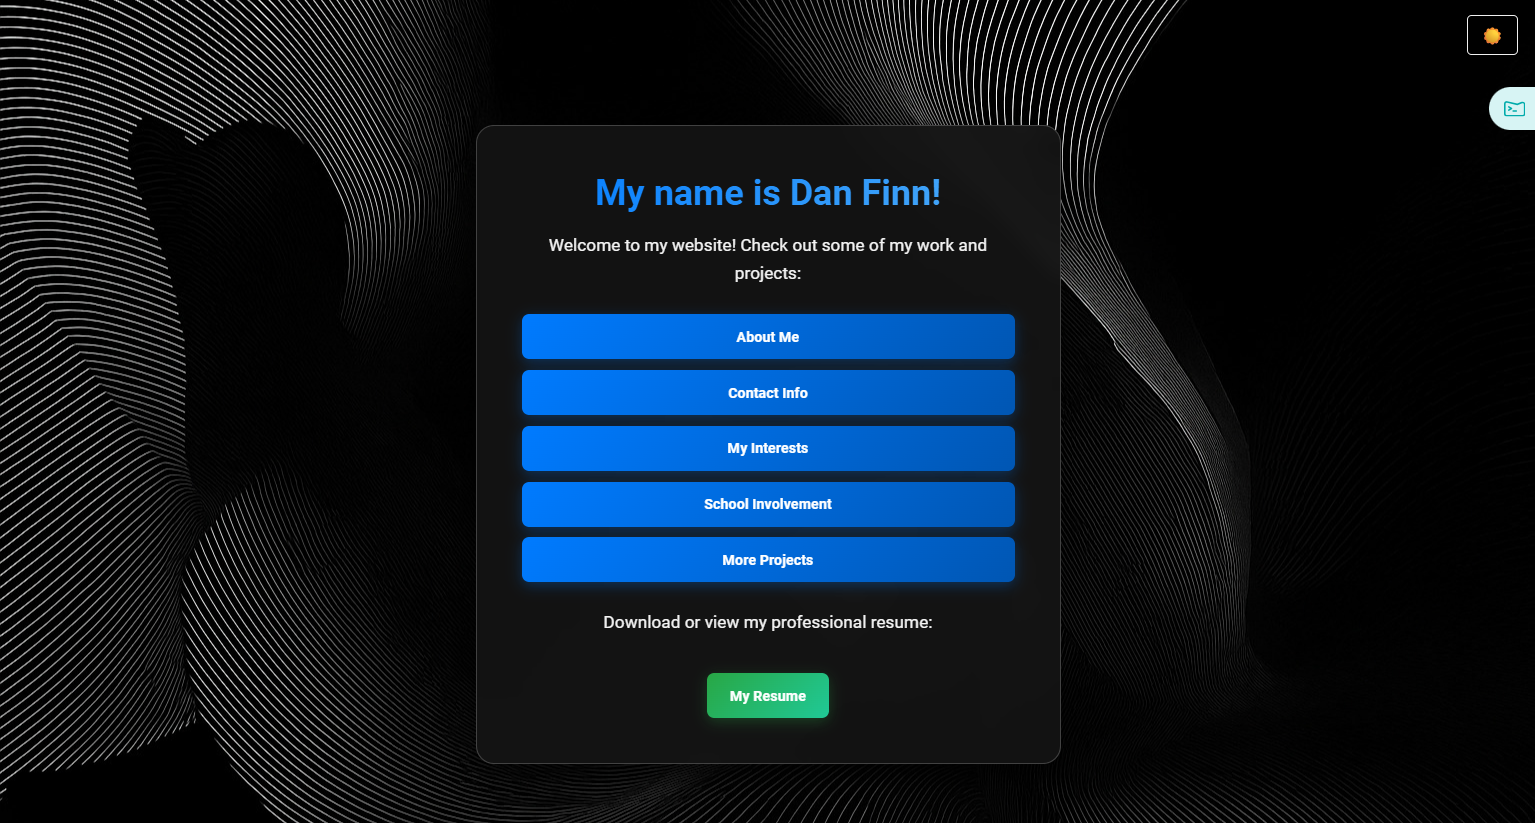 My name is Dan Finn!
Welcome to my website! Check out some of my work and
projects:
About Me
Contact Info
My Interests
School Involvement
More Projects
Download or view my professional resume:
My Resume